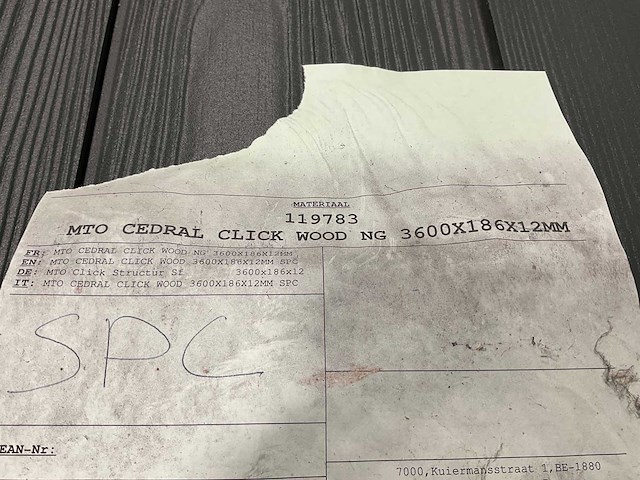 MATERIAAL
119783
MTO CEDRAL CLICK WOOD NG 3600X186X12MM
FR: MTO CEDRAL CLICK WOOD NG 3600X186X12MM
EN: MTO CEDRAL CLICK WOOD 3600X186X12MM SPC
DE: MTO Click Structur Sf 3600x186x12
IT: MTO CEDRAL CLICK WOOD 3600X186X12MM SPC
SPC
EAN-Nr:
7000,Kuiermansstraat 1,BE-1880